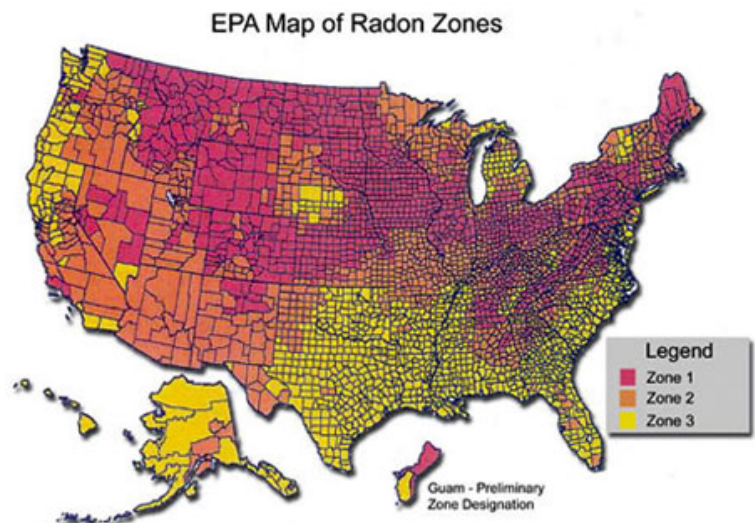 EPA Map of Radon Zones
Legend
Zone 1
Zone 2
Zone 3
Guam - Preliminary
Zone Designation